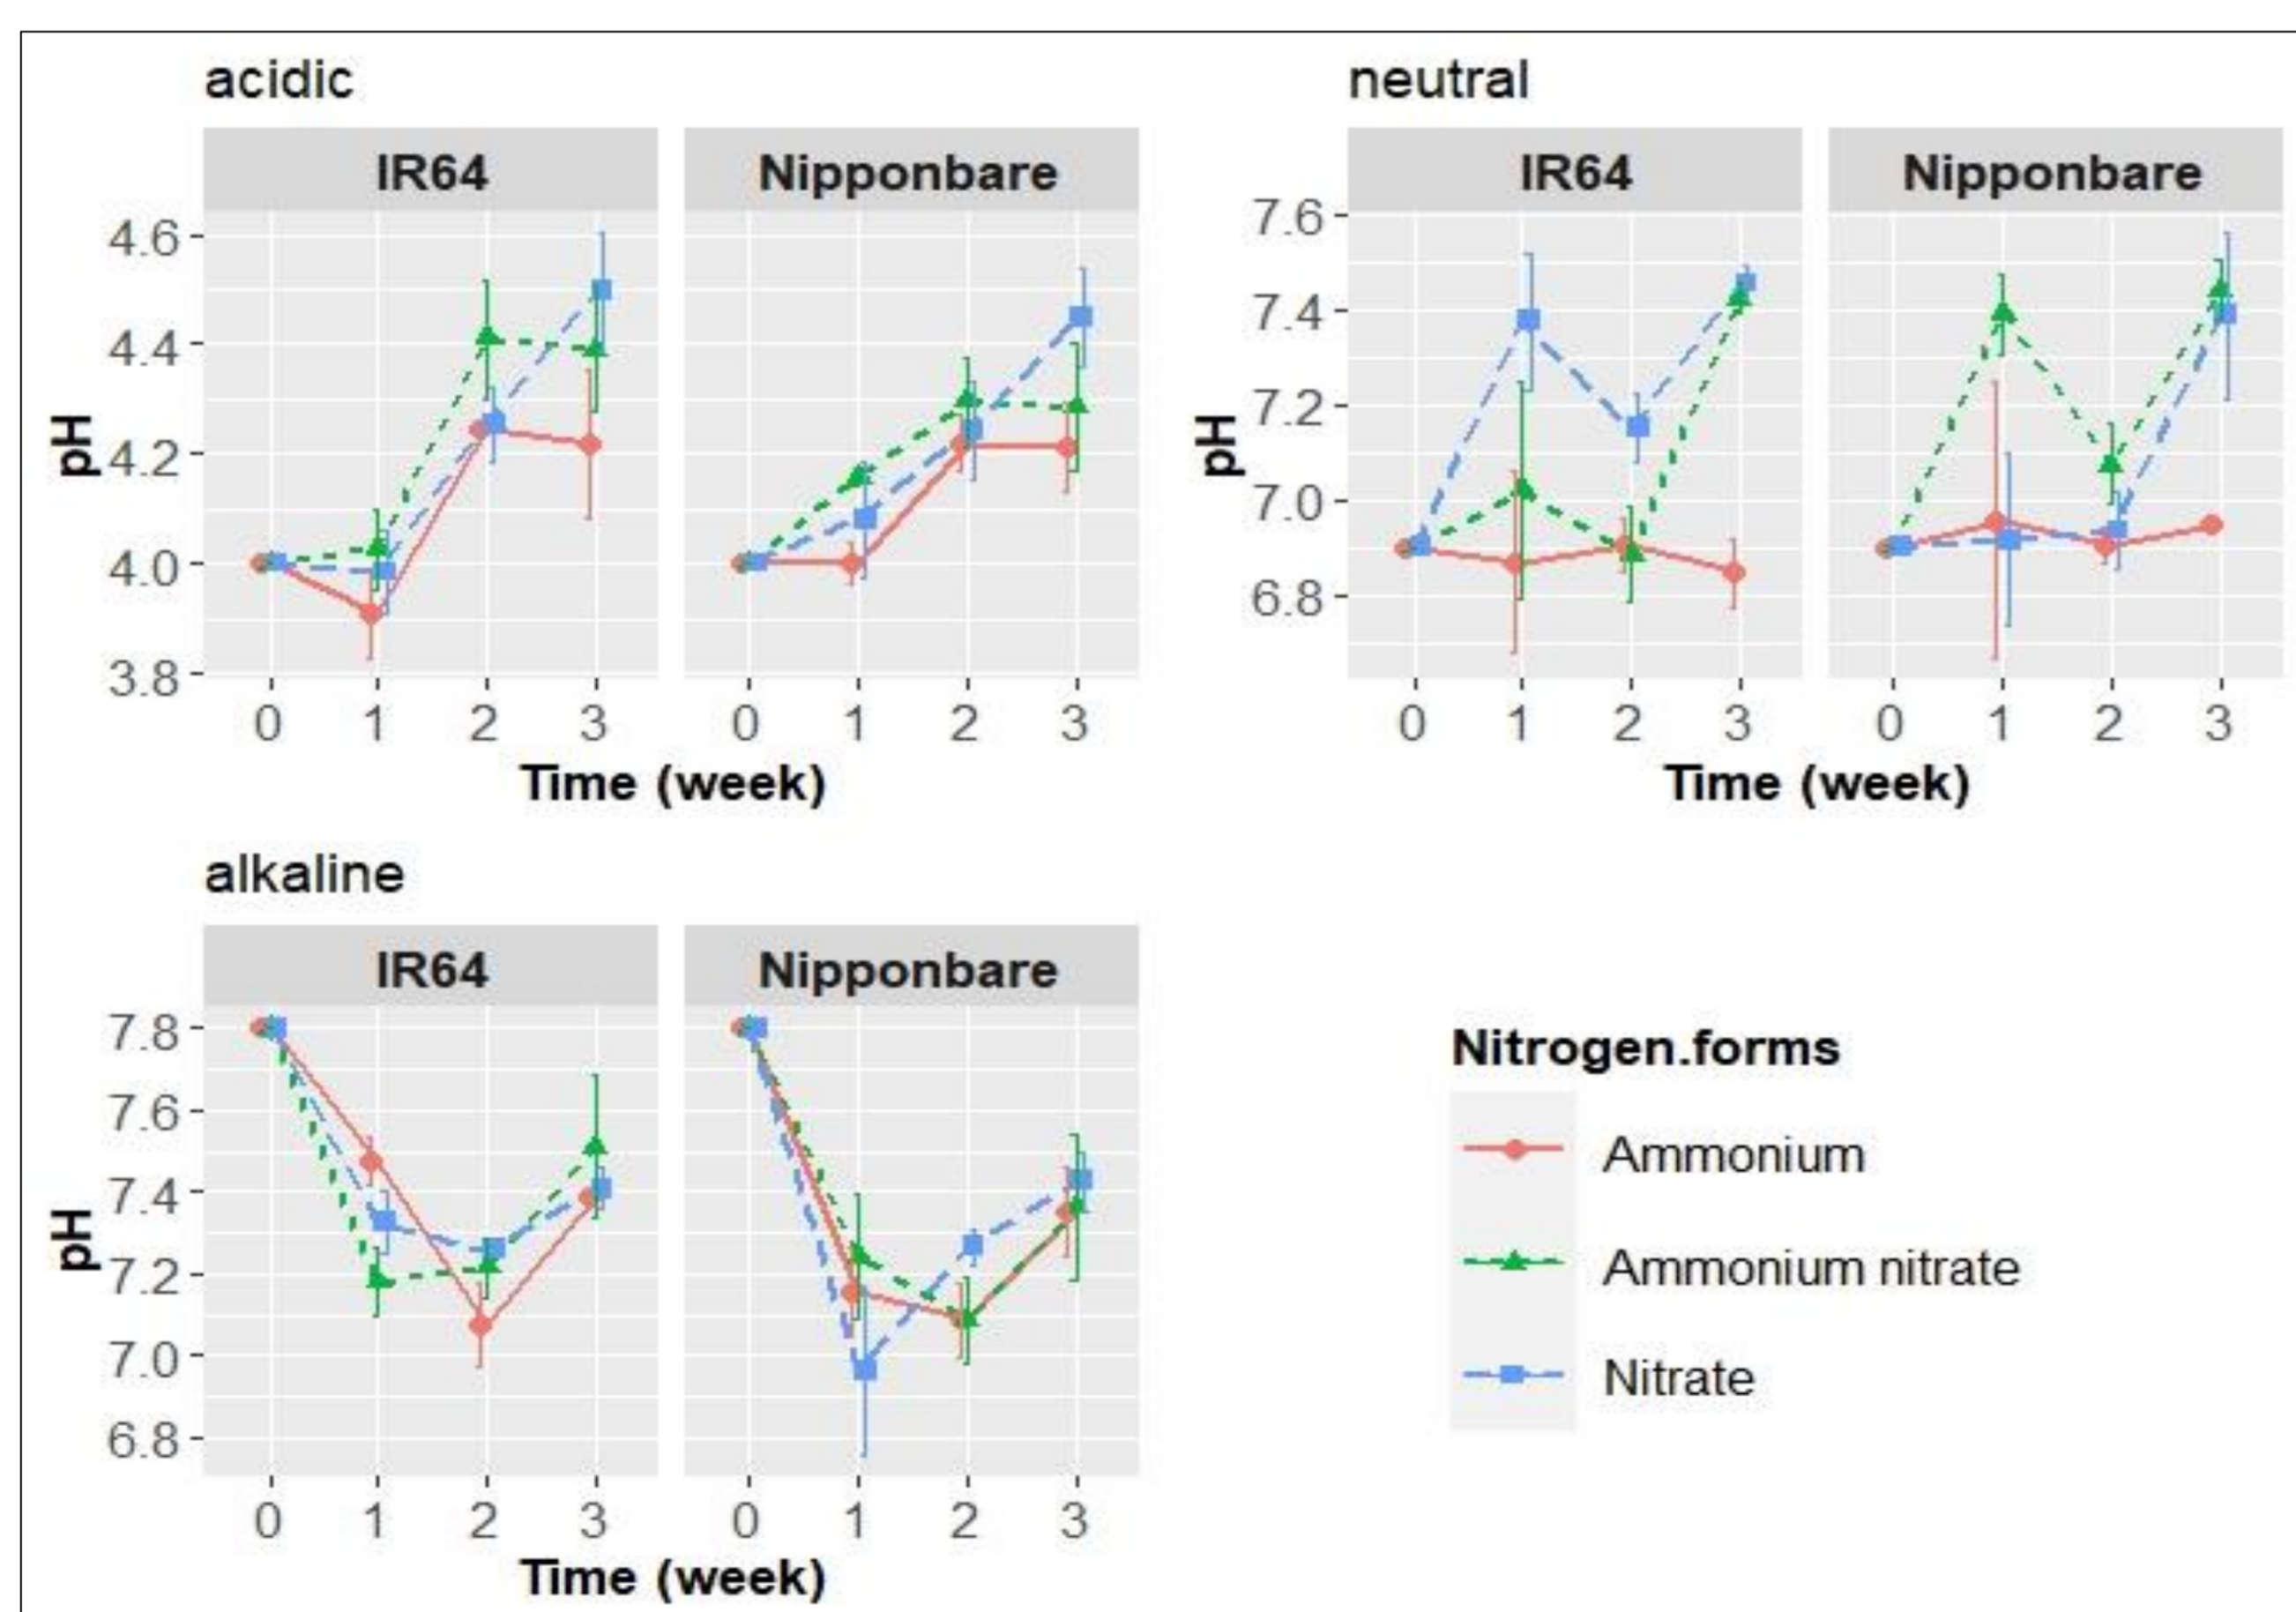 acidic
IR64 Nipponbare
4.6
4.4
4.2
4.0
3.8
pH
0 1 2 3 0 1 2 3
Time (week)
neutral
IR64 Nipponbare
7.6
7.4
7.2
7.0
6.8
pH
0 1 2 3 0 1 2 3
Time (week)
alkaline
IR64 Nipponbare
7.8
7.6
7.4
7.2
7.0
6.8
pH
0 1 2 3 0 1 2 3
Time (week)
Nitrogen.forms
Ammonium
Ammonium nitrate
Nitrate